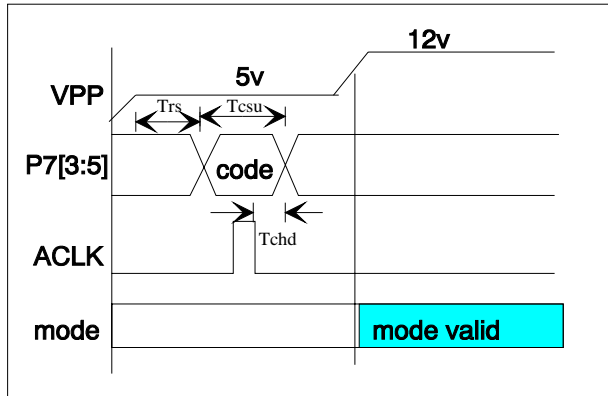 12v
5v
VPP
Trs Tcsu
P7[3:5] code
Tchd
ACLK
mode mode valid